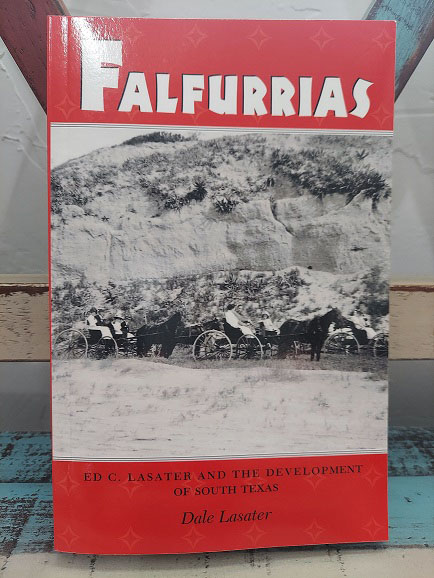 FALFURRIAS
ED C. LASATER AND THE DEVELOPMENT
OF SOUTH TEXAS
Dale Lasater